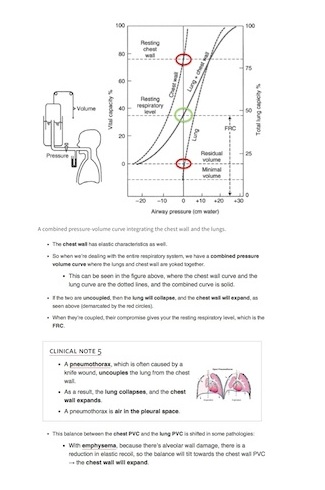 100
80
60
40
20
0
Vital capacity %
Resting
chest
wall
Resting
respiratory
level
Chest wall
Lung + chest wall
Lung
FRC
Residual
volume
Minimal
volume
100
75
50
25
0
Total lung capacity %
-20 -10 0 +10 +20 +30
Airway pressure (cm water)
Volume
Pressure
A combined pressure-volume curve integrating the chest wall and the lungs.
• The chest wall has elastic characteristics as well.
• So when we're dealing with the entire respiratory system, we have a combined pressure
volume curve where the lungs and chest wall are yoked together.
• This can be seen in the figure above, where the chest wall curve and the
lung curve are the dotted lines, and the combined curve is solid.
• If the two are uncoupled, then the lung will collapse, and the chest wall will expand, as
seen above (demarcated by the red circles).
• When they're coupled, their compromise gives your the resting respiratory level, which is the
FRC.
CLINICAL NOTE 5
• A pneumothorax, which is often caused by a
knife wound, uncouples the lung from the chest
wall.
• As a result, the lung collapses, and the chest
wall expands.
• A pneumothorax is air in the pleural space.
• This balance between the chest PVC and the lung PVC is shifted in some pathologies:
• With emphysema, because there's alveolar wall damage, there is a
reduction in elastic recoil, so the balance will tilt towards the chest wall PVC
→ the chest wall will expand.